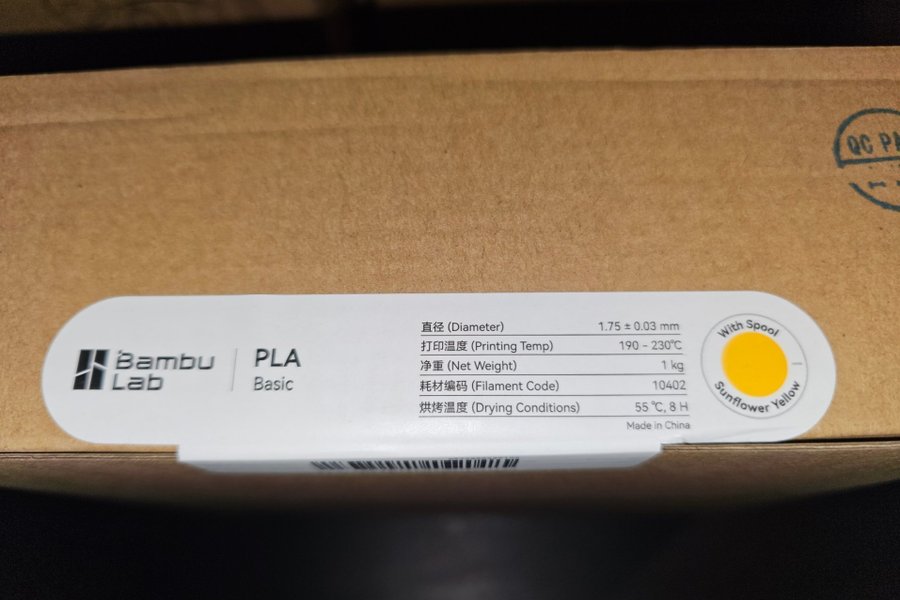 QC PA
Bambu
Lab
PLA
Basic
直径 (Diameter) 1.75 ± 0.03 mm
打印温度 (Printing Temp) 190 - 230℃
净重 (Net Weight) 1 kg
耗材编码 (Filament Code) 10402
烘烤温度 (Drying Conditions) 55 ℃, 8 H
Made in China
With Spool
Sunflower Yellow